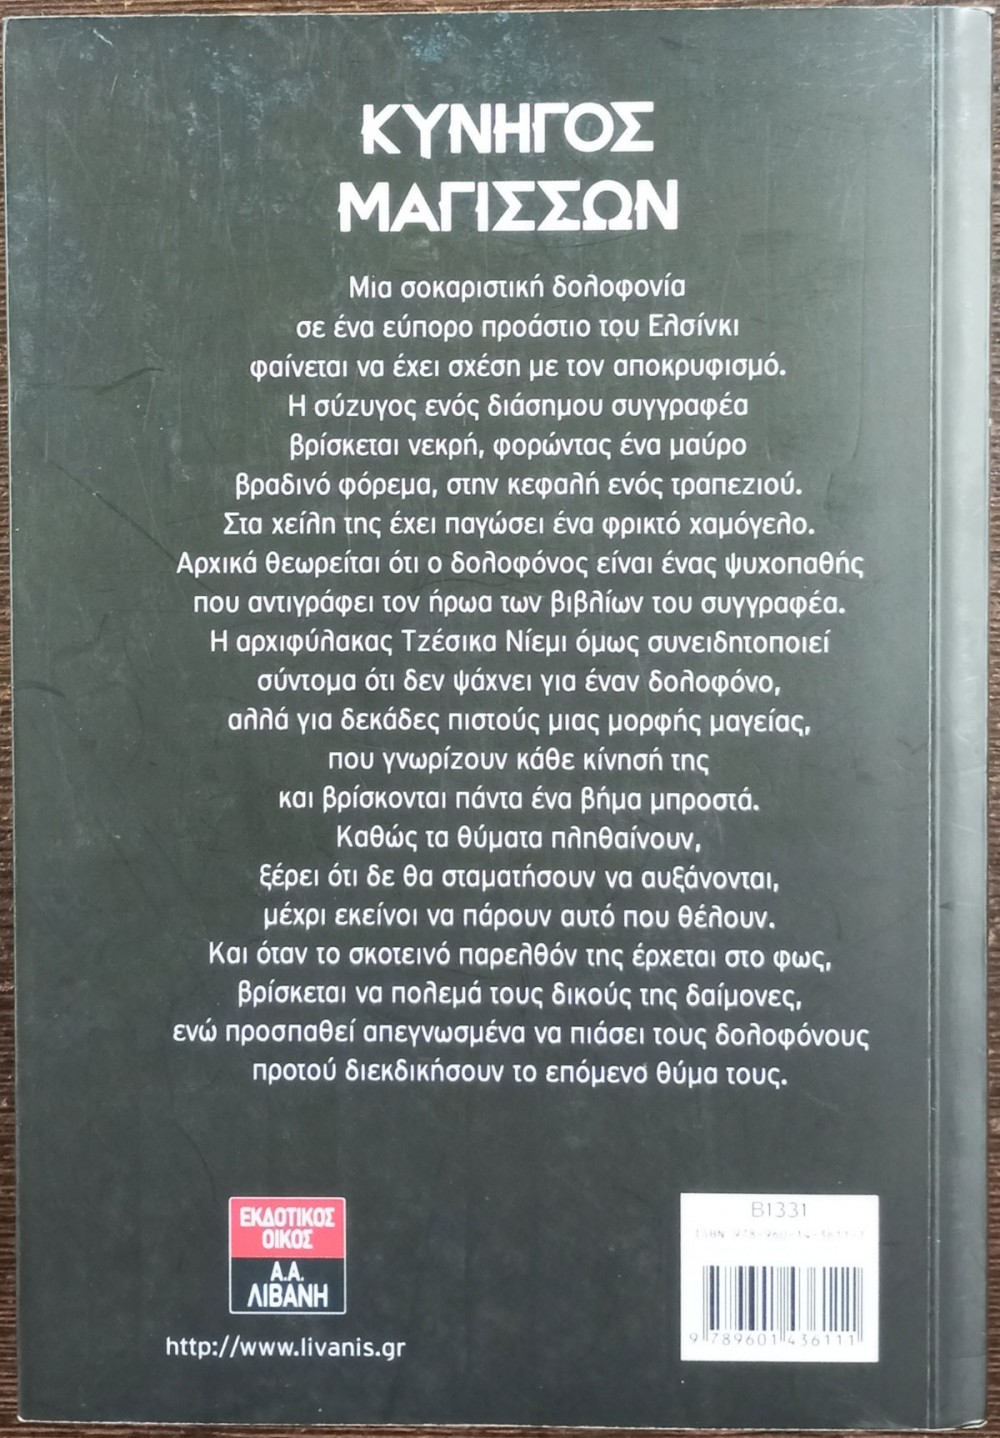 ΚΥΝΗΓΟΣ
ΜΑΓΙΣΣΩΝ
Μια σοκαριστική δολοφονία
σε ένα εύπορο προάστιο του Ελσίνκι
φαίνεται να έχει σχέση με τον αποκρυφισμό.
Η σύζυγος ενός διάσημου συγγραφέα
βρίσκεται νεκρή, φορώντας ένα μαύρο
βραδινό φόρεμα, στην κεφαλή ενός τραπεζιού.
Στα χείλη της έχει παγώσει ένα φρικτό χαμόγελο.
Αρχικά θεωρείται ότι ο δολοφόνος είναι ένας ψυχοπαθής
που αντιγράφει τον ήρωα των βιβλίων του συγγραφέα.
Η αρχιφύλακας Τζέσικα Νίεμι όμως συνειδητοποιεί
σύντομα ότι δεν ψάχνει για έναν δολοφόνο,
αλλά για δεκάδες πιστούς μιας μορφής μαγείας,
που γνωρίζουν κάθε κίνησή της
και βρίσκονται πάντα ένα βήμα μπροστά.
Καθώς τα θύματα πληθαίνουν,
ξέρει ότι δε θα σταματήσουν να αυξάνονται,
μέχρι εκείνοι να πάρουν αυτό που θέλουν.
Και όταν το σκοτεινό παρελθόν της έρχεται στο φως,
βρίσκεται να πολεμά τους δικούς της δαίμονες,
ενώ προσπαθεί απεγνωσμένα να πιάσει τους δολοφόνους
προτού διεκδικήσουν το επόμενο θύμα τους.
ΕΚΔΟΤΙΚΟΣ
ΟΙΚΟΣ
Α.Α.
ΛΙΒΑΝΗ
http://www.livanis.gr
Β1331
ISBN
9 789601 436111